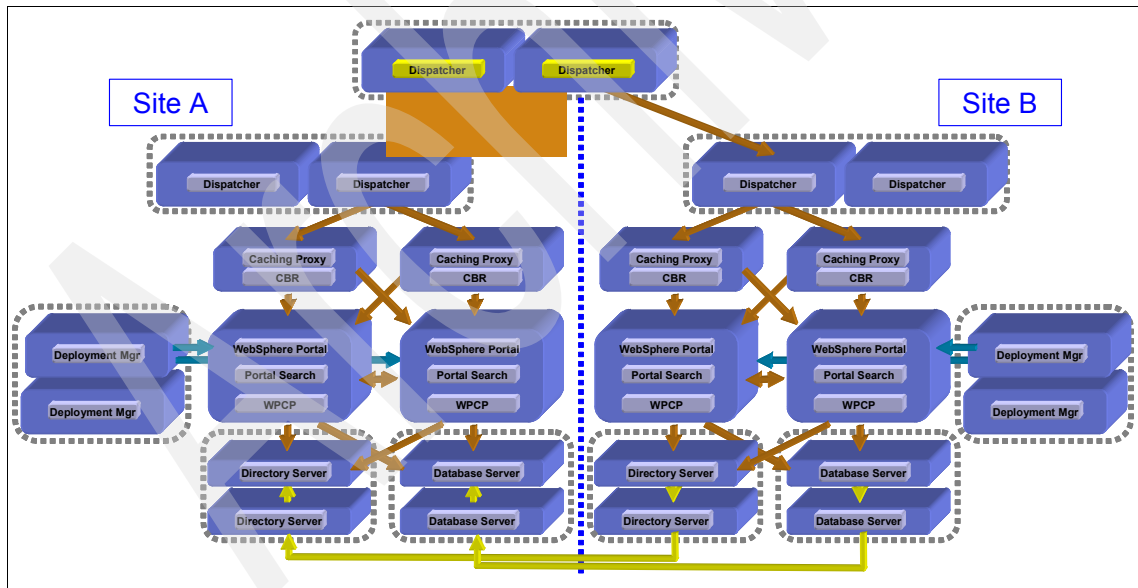 Dispatcher Dispatcher
Site A Site B
Dispatcher Dispatcher Dispatcher Dispatcher
Caching Proxy Caching Proxy Caching Proxy Caching Proxy
CBR CBR CBR CBR
WebSphere Portal WebSphere Portal WebSphere Portal WebSphere Portal
Deployment Mgr Deployment Mgr
Portal Search Portal Search Portal Search Portal Search
WPCP WPCP WPCP WPCP
Deployment Mgr Deployment Mgr
Directory Server Database Server Directory Server Database Server
Directory Server Database Server Directory Server Database Server